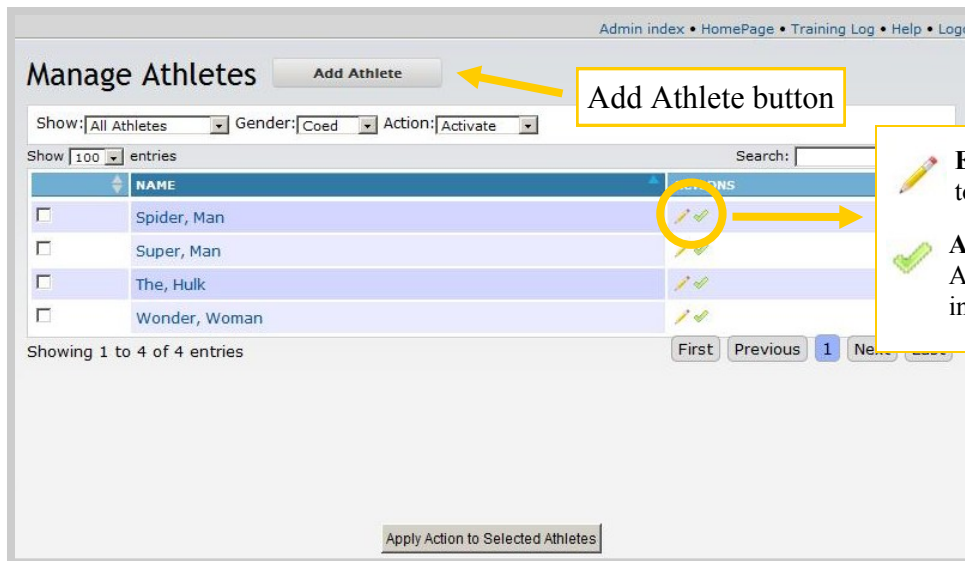 Admin index • HomePage • Training Log • Help •
Manage Athletes Add Athlete
Add Athlete button
Show: All Athletes Gender: Coed Action: Activate
Show 100 entries Search:
NAME
Spider, Man
Super, Man
The, Hulk
Wonder, Woman
Showing 1 to 4 of 4 entries First Previous 1
Apply Action to Selected Athletes